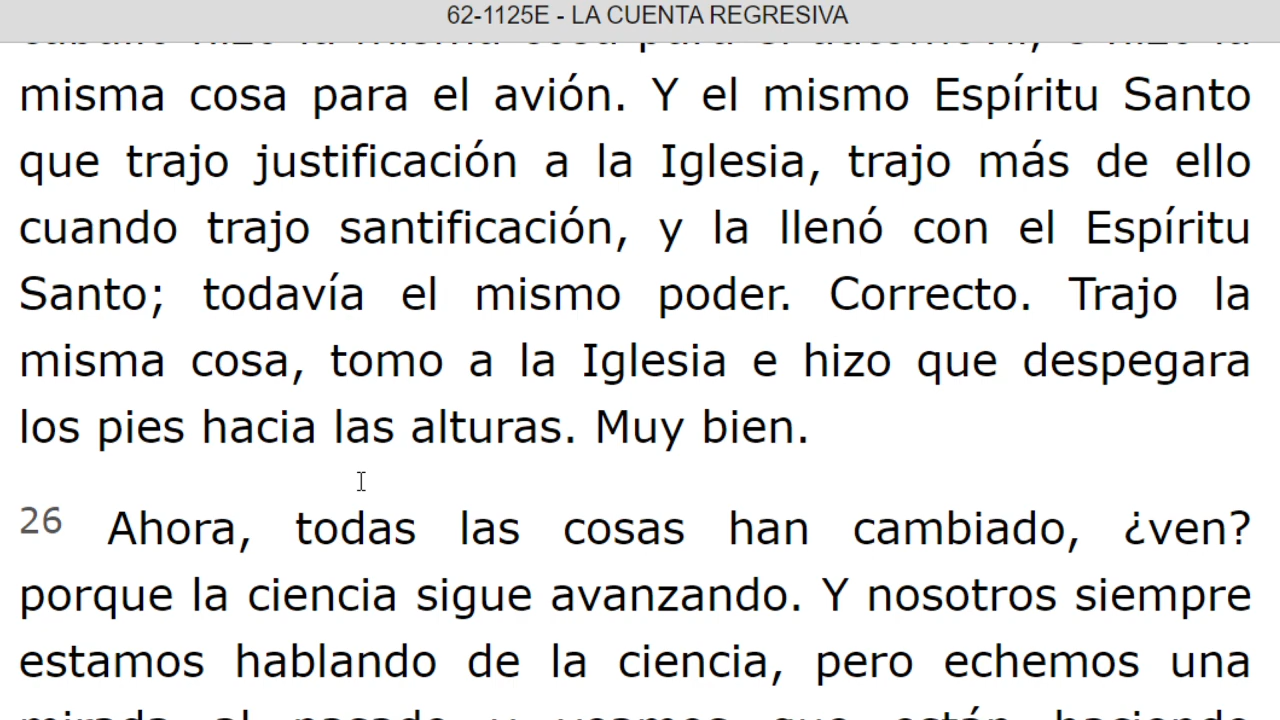 62-1125E - LA CUENTA REGRESIVA
misma cosa para el avión. Y el mismo Espíritu Santo
que trajo justificación a la Iglesia, trajo más de ello
cuando trajo santificación, y la llenó con el Espíritu
Santo; todavía el mismo poder. Correcto. Trajo la
misma cosa, tomo a la Iglesia e hizo que despegara
los pies hacia las alturas. Muy bien.
26 Ahora, todas las cosas han cambiado, ¿ven?
porque la ciencia sigue avanzando. Y nosotros siempre
estamos hablando de la ciencia, pero echemos una